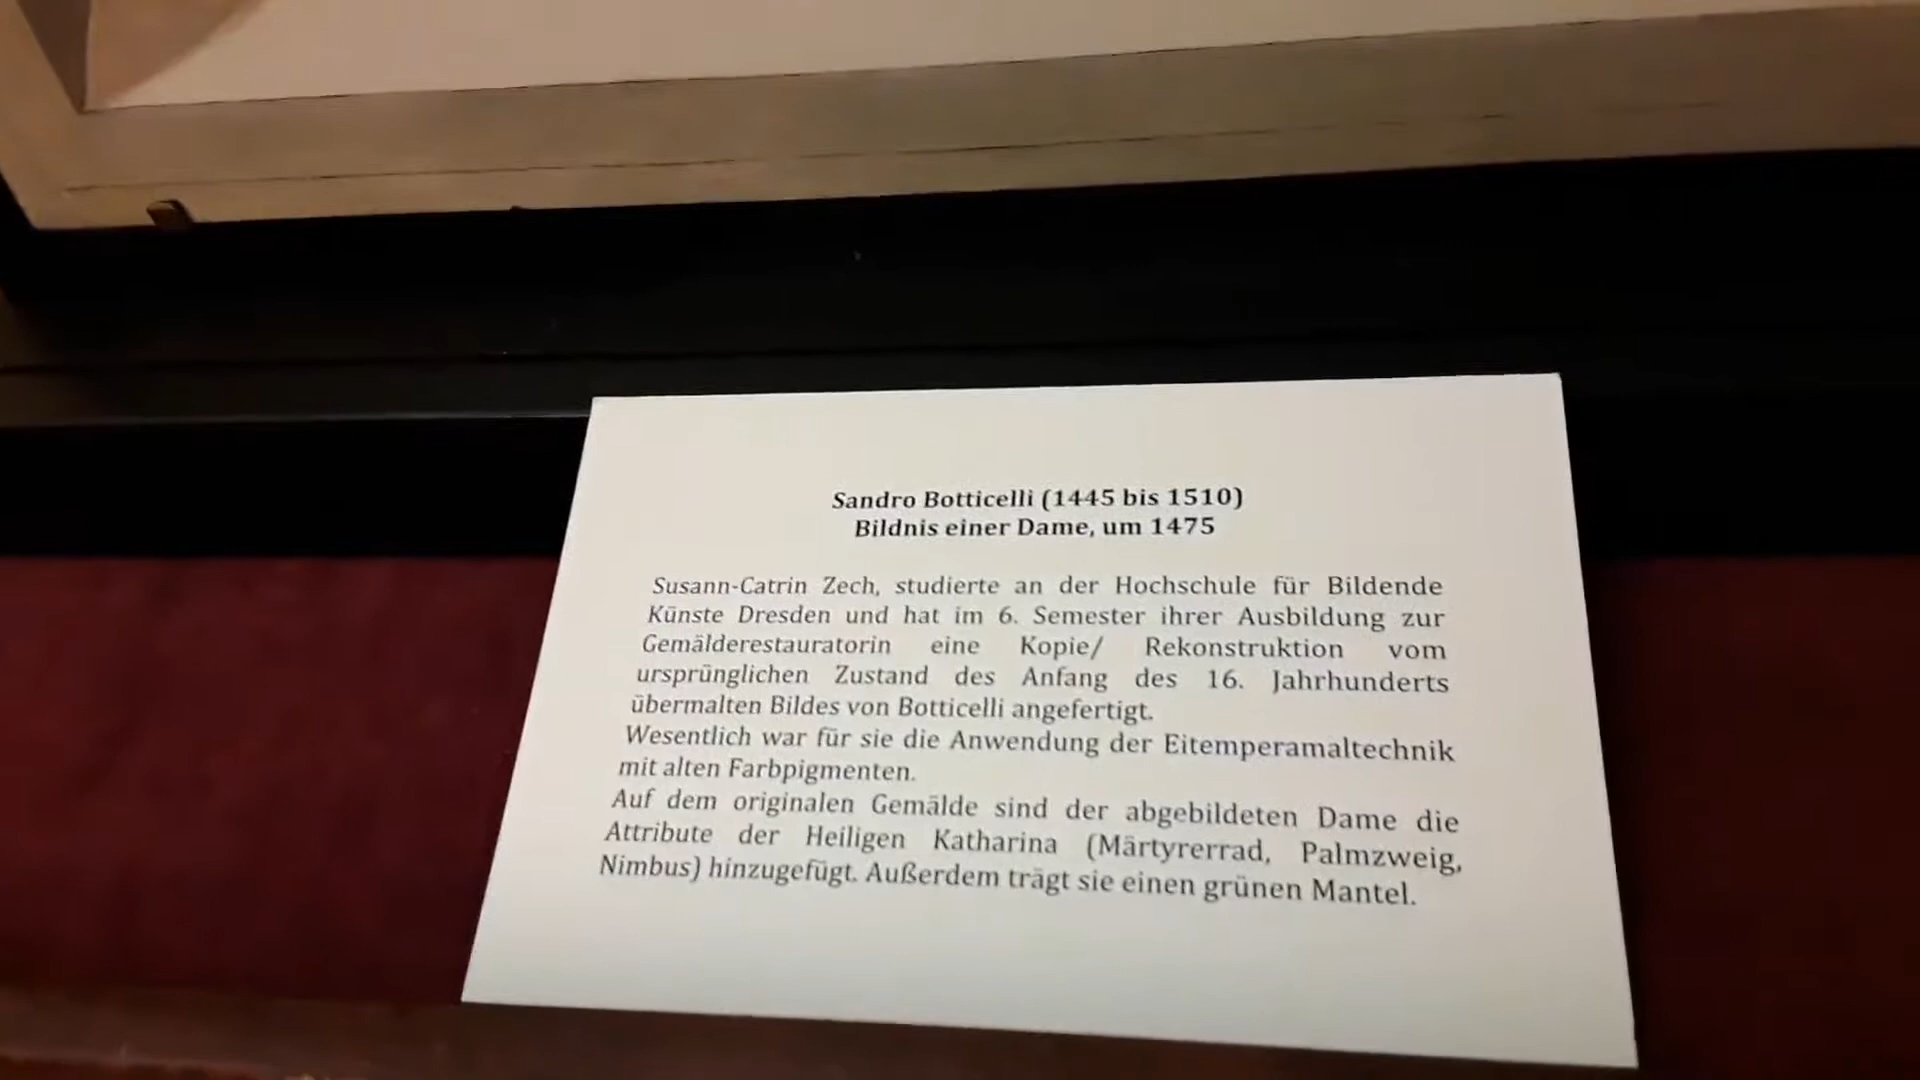 Sandro Botticelli (1445 bis 1510)
Bildnis einer Dame, um 1475
Susann-Catrin Zech, studierte an der Hochschule für Bildende
Künste Dresden und hat im 6. Semester ihrer Ausbildung zur
Gemälderestauratorin eine Kopie/ Rekonstruktion vom
ursprünglichen Zustand des Anfang des 16. Jahrhunderts
übermalten Bildes von Botticelli angefertigt.
Wesentlich war für sie die Anwendung der Eitemperamaltechnik
mit alten Farbpigmenten.
Auf dem originalen Gemälde sind der abgebildeten Dame die
Attribute der Heiligen Katharina (Märtyrerrad, Palmzweig,
Nimbus) hinzugefügt. Außerdem trägt sie einen grünen Mantel.